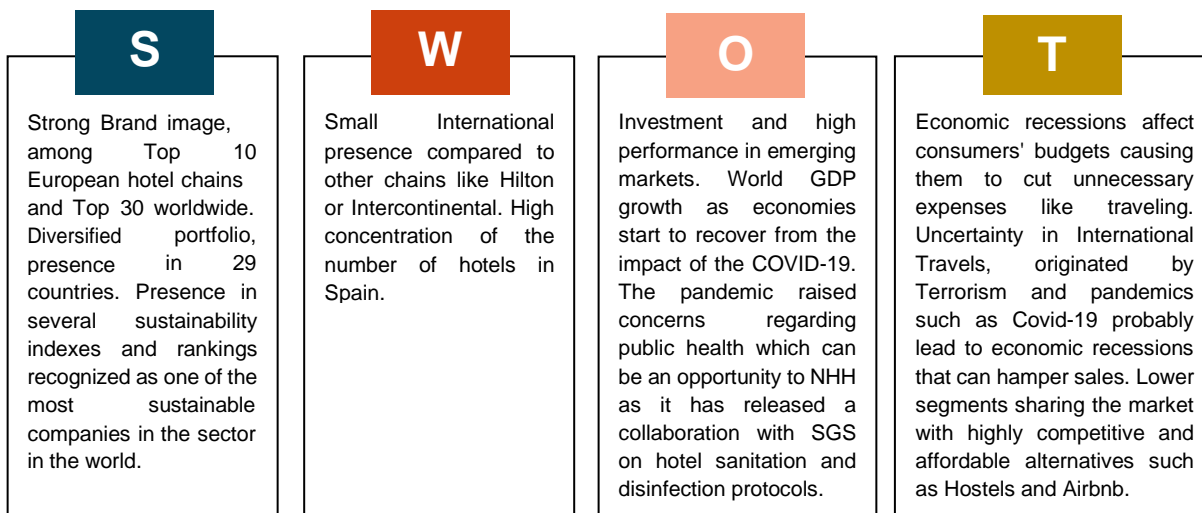 S
Strong Brand image,
among Top 10
European hotel chains
and Top 30 worldwide.
Diversified portfolio,
presence in 29
countries. Presence in
several sustainability
indexes and rankings
recognized as one of the
most sustainable
companies in the sector
in the world.
W
Small International
presence compared to
other chains like Hilton
or Intercontinental. High
concentration of the
number of hotels in
Spain.
O
Investment and high
performance in emerging
markets. World GDP
growth as economies
start to recover from the
impact of the COVID-19.
The pandemic raised
concerns regarding
public health which can
be an opportunity to NHH
as it has released a
collaboration with SGS
on hotel sanitation and
disinfection protocols.
T
Economic recessions affect
consumers' budgets causing
them to cut unnecessary
expenses like traveling.
Uncertainty in International
Travels, originated by
Terrorism and pandemics
such as Covid-19 probably
lead to economic recessions
that can hamper sales. Lower
segments sharing the market
with highly competitive and
affordable alternatives such
as Hostels and Airbnb.